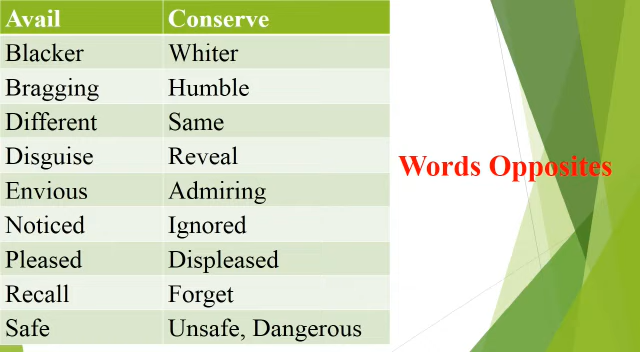 Avail Conserve
Blacker Whiter
Bragging Humble
Different Same
Disguise Reveal
Envious Admiring
Noticed Ignored
Pleased Displeased
Recall Forget
Safe Unsafe, Dangerous
Words Opposites